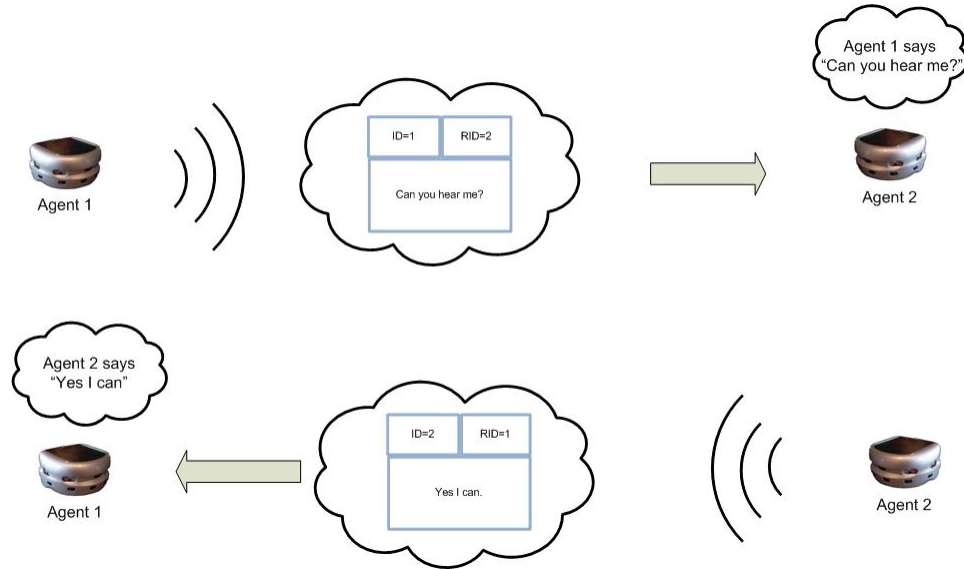 Agent 1 says
“Can you hear me?”
ID=1
RID=2
Can you hear me?
Agent 1
Agent 2
Agent 2 says
“Yes I can”
ID=2
RID=1
Yes I can.
Agent 1
Agent 2